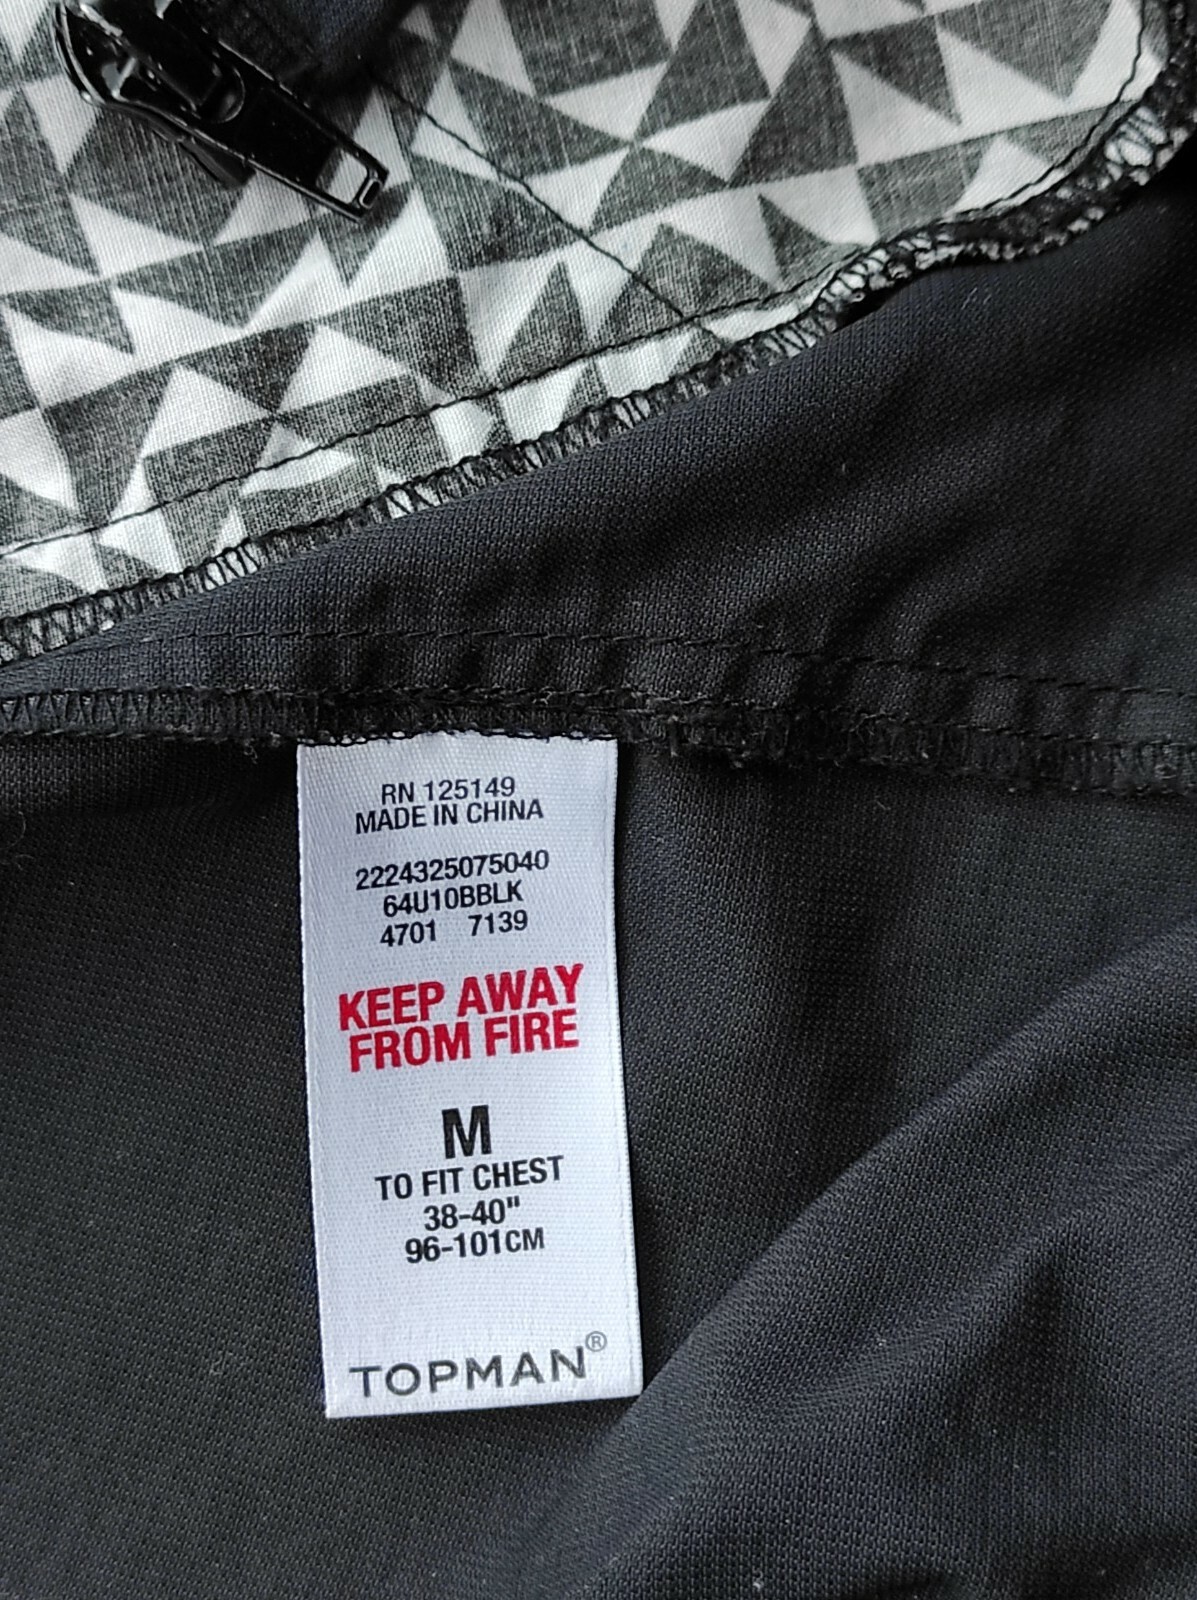 RN 125149
MADE IN CHINA
2224325075040
64U10BBLK
4701 7139
KEEP AWAY
FROM FIRE
M
TO FIT CHEST
38-40"
96-101CM
TOPMAN®